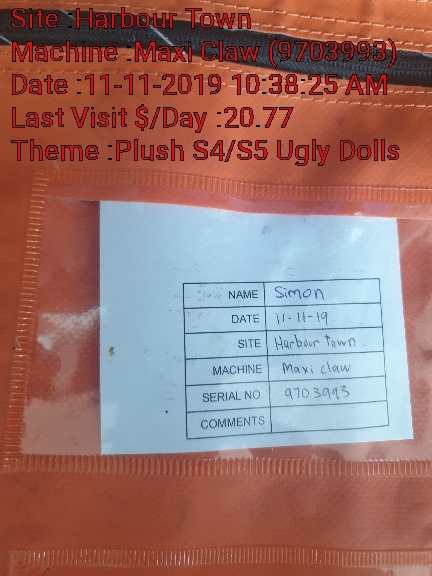 Site :Harbour Town
Machine :Maxi Claw (9703993)
Date :11-11-2019 10:38:25 AM
Last Visit $/Day :20.77
Theme :Plush S4/S5 Ugly Dolls
NAME Simon
DATE 11-11-19
SITE Harbour town
MACHINE Maxi claw
SERIAL NO. 9703993
COMMENTS